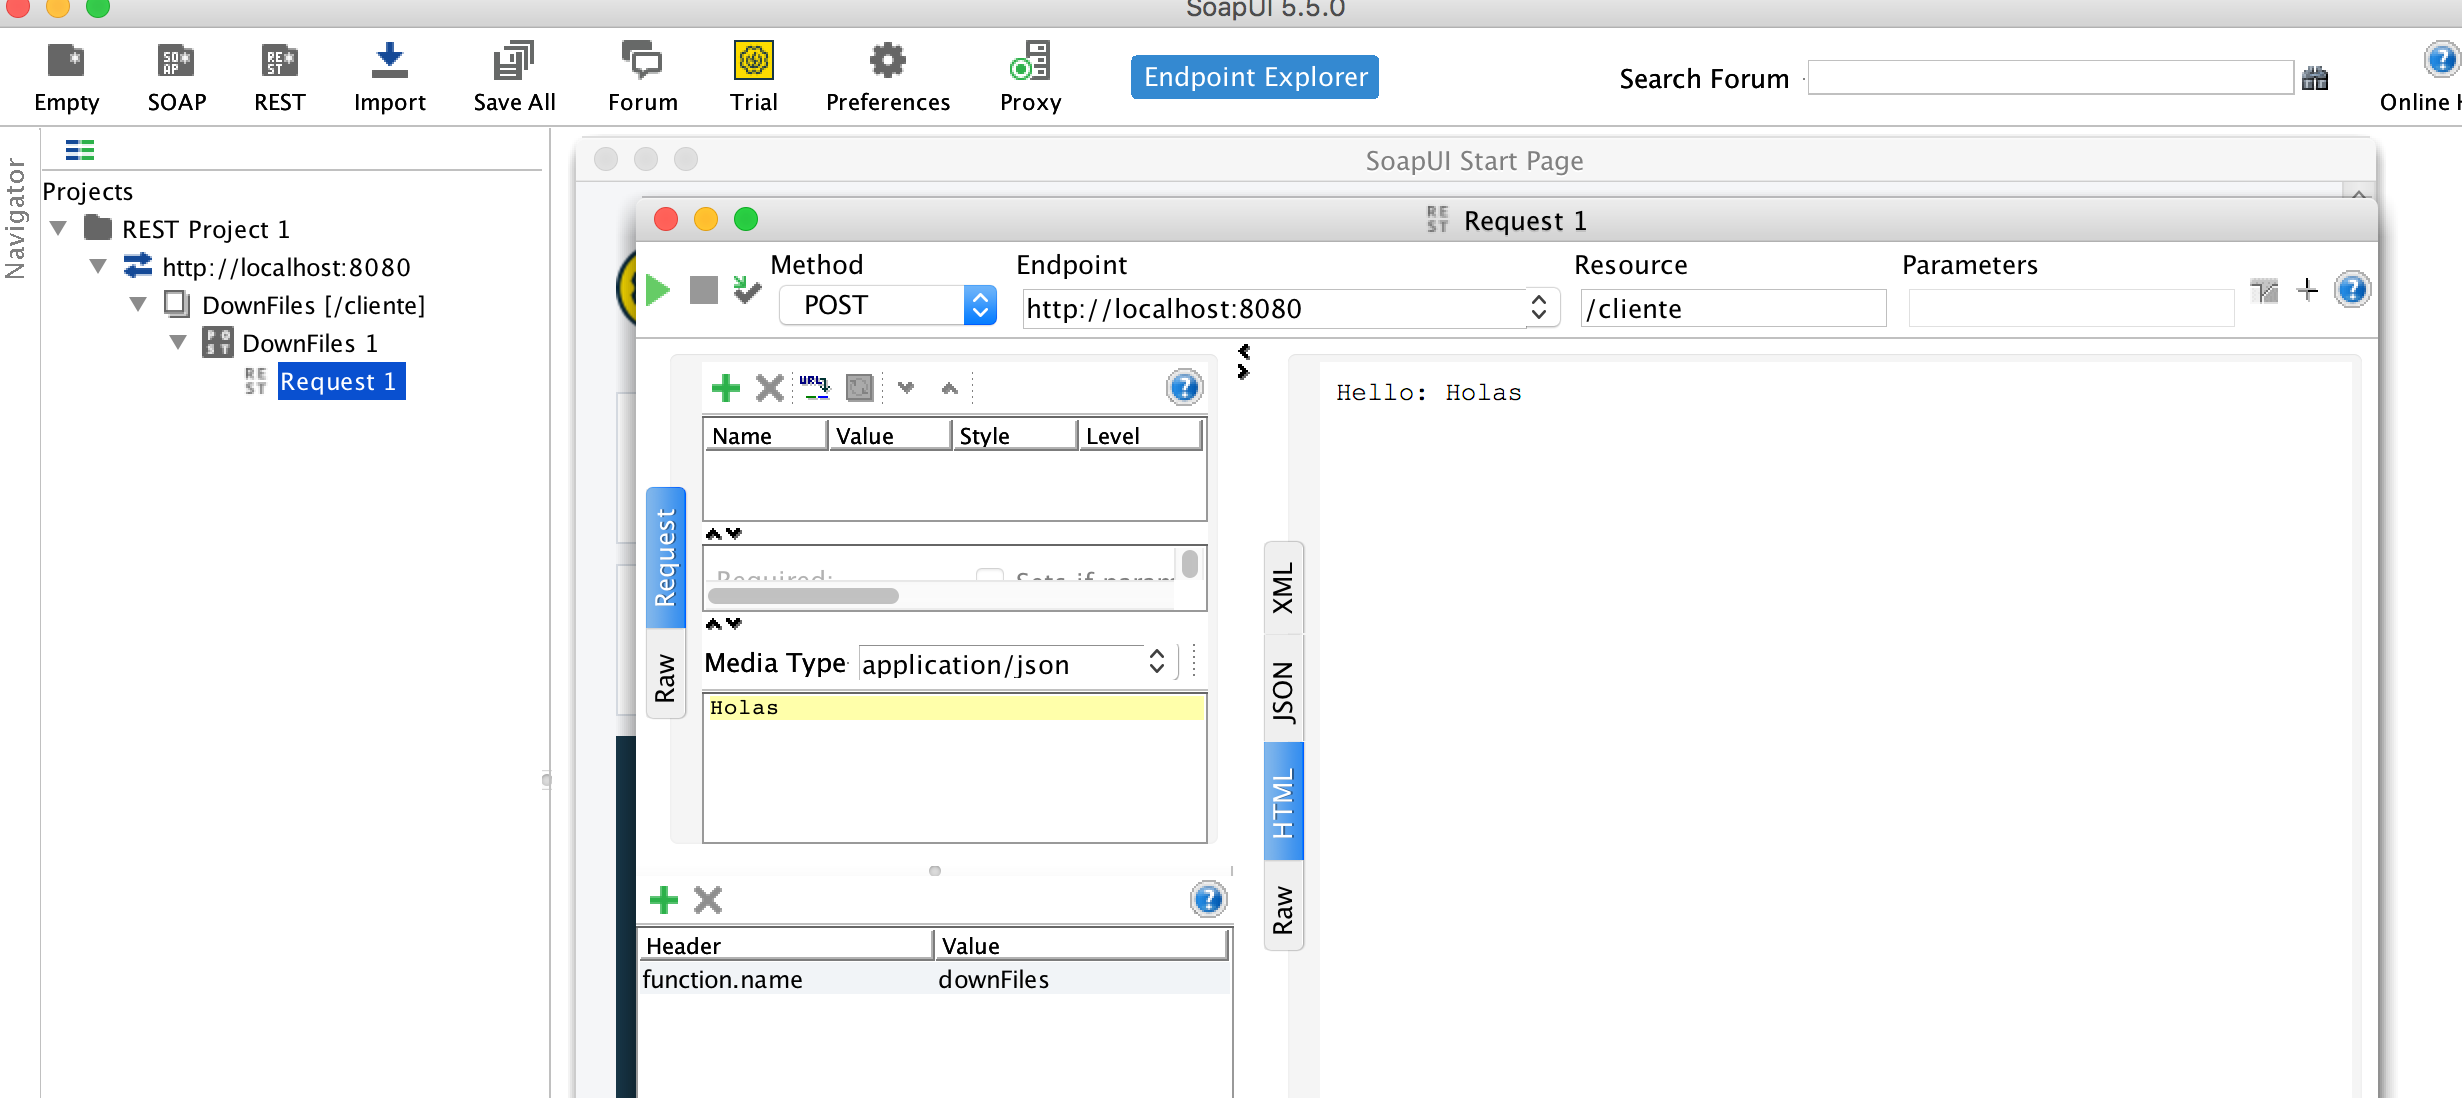 SoapUI 5.5.0
Empty SOAP REST Import Save All Forum Trial Preferences Proxy
Endpoint Explorer
Search Forum
Online
Navigator
Projects
REST Project 1
http://localhost:8080
DownFiles [/cliente]
DownFiles 1
Request 1
SoapUI Start Page
Request 1
Method Endpoint Resource Parameters
POST http://localhost:8080 /cliente
Name Value Style Level
Request
Raw
Required: Sets if param
Media Type application/json
Holas
Header Value
function.name downFiles
XML
JSON
HTML
Raw
Hello: Holas